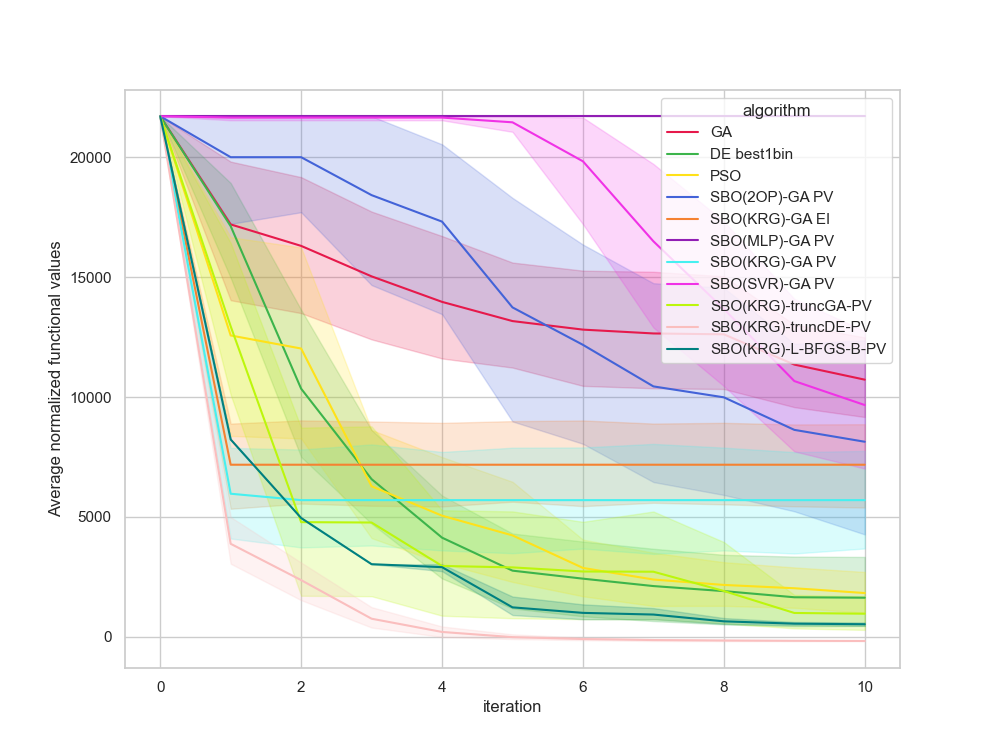 algorithm
GA
DE best1bin
PSO
SBO(2OP)-GA PV
SBO(KRG)-GA EI
SBO(MLP)-GA PV
SBO(KRG)-GA PV
SBO(SVR)-GA PV
SBO(KRG)-truncGA-PV
SBO(KRG)-truncDE-PV
SBO(KRG)-L-BFGS-B-PV
20000
15000
10000
5000
0
Average normalized functional values
0 2 4 6 8 10
iteration